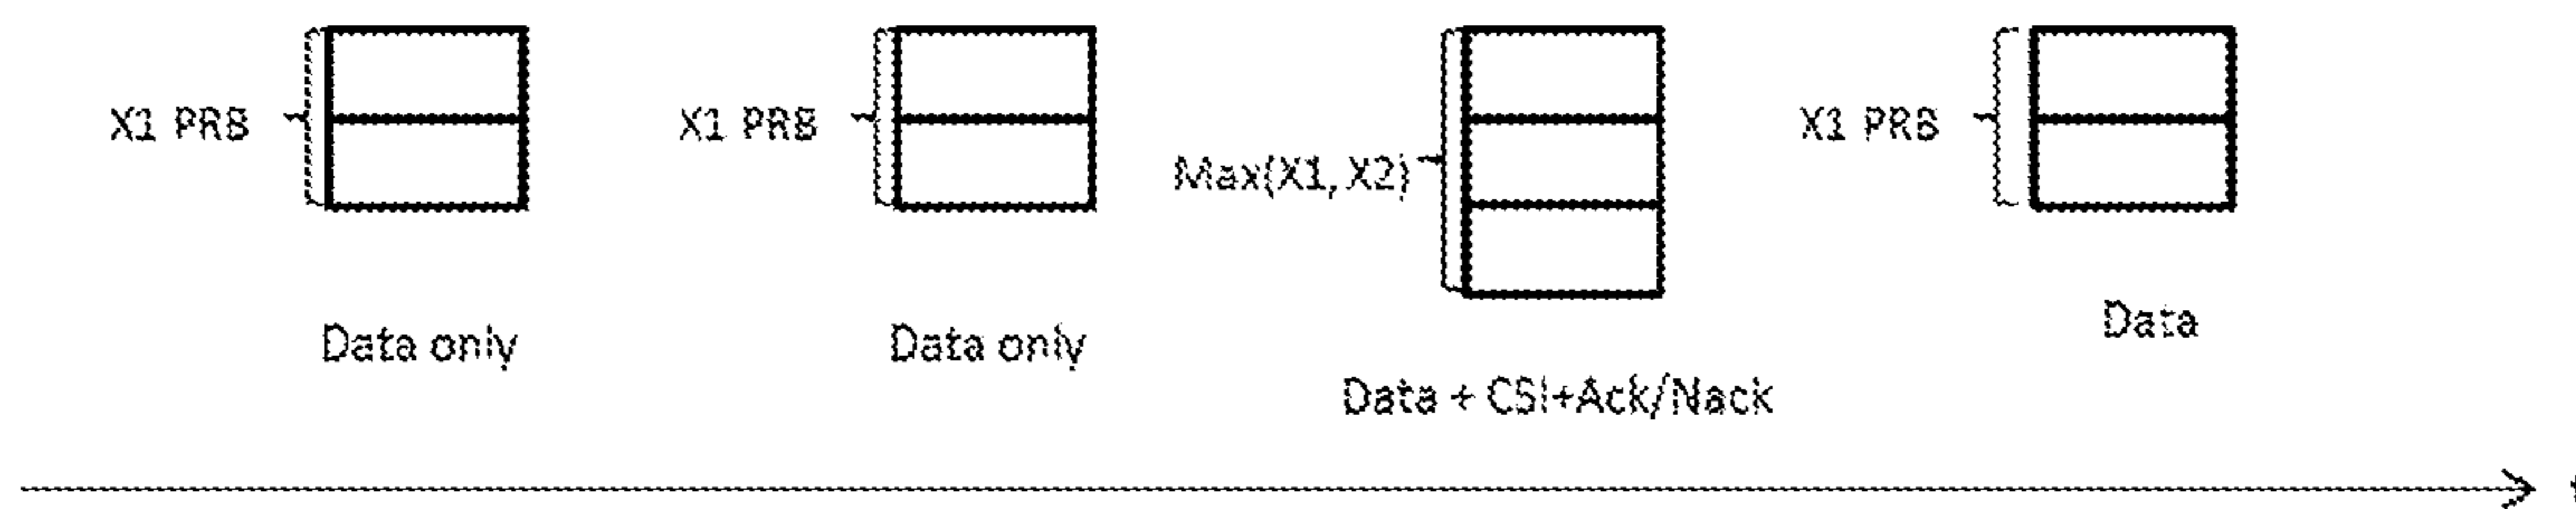 X1 PRB
X1 PRB
Max(X1, X2)
X1 PRB
Data only
Data only
Data + CSI+Ack/Nack
Data